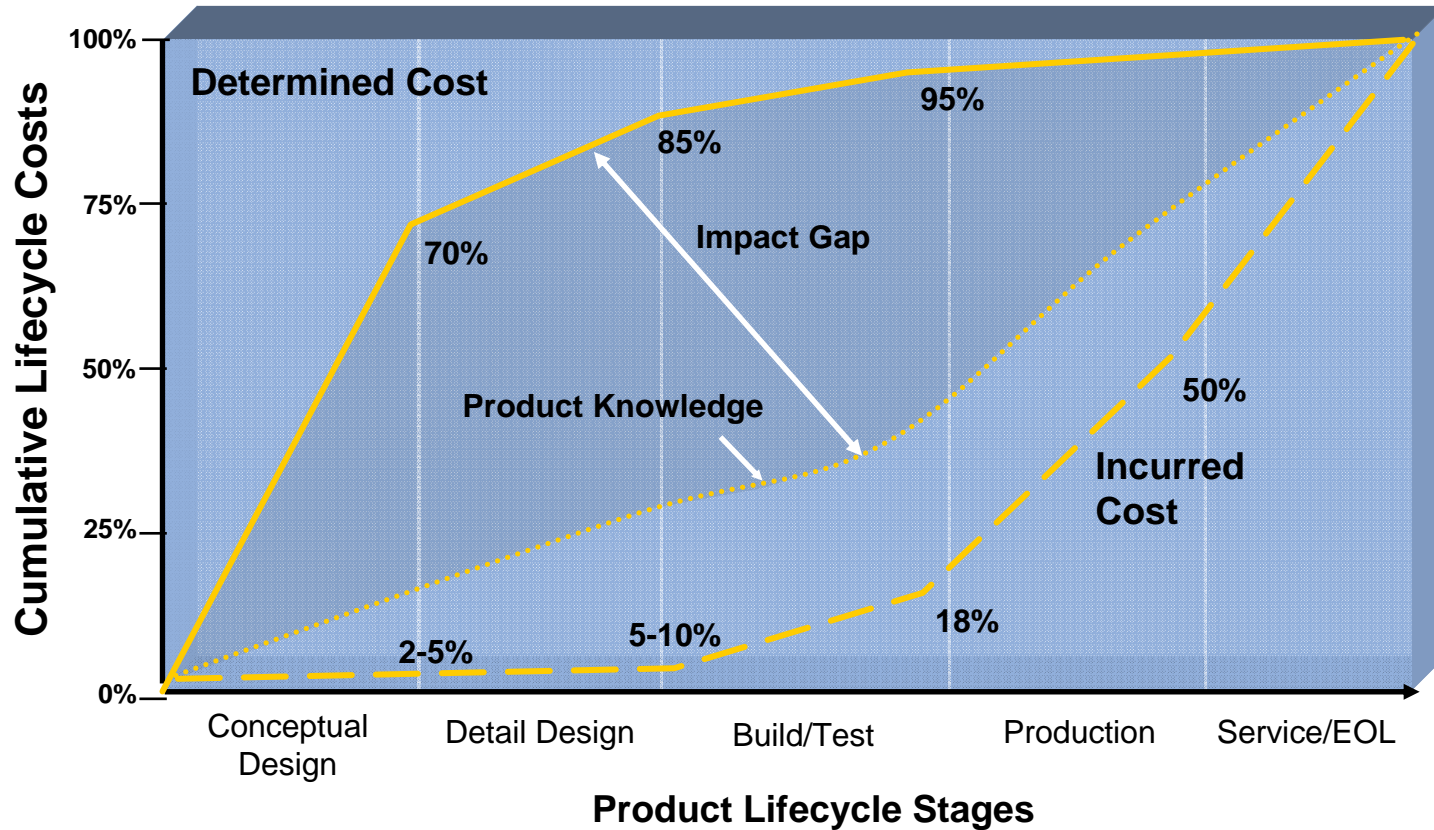 Cumulative Lifecycle Costs
100%
75%
50%
25%
0%
Determined Cost
95%
85%
70%
Impact Gap
Product Knowledge
50%
Incurred
Cost
18%
5-10%
2-5%
Conceptual
Design
Detail Design
Build/Test
Production
Service/EOL
Product Lifecycle Stages